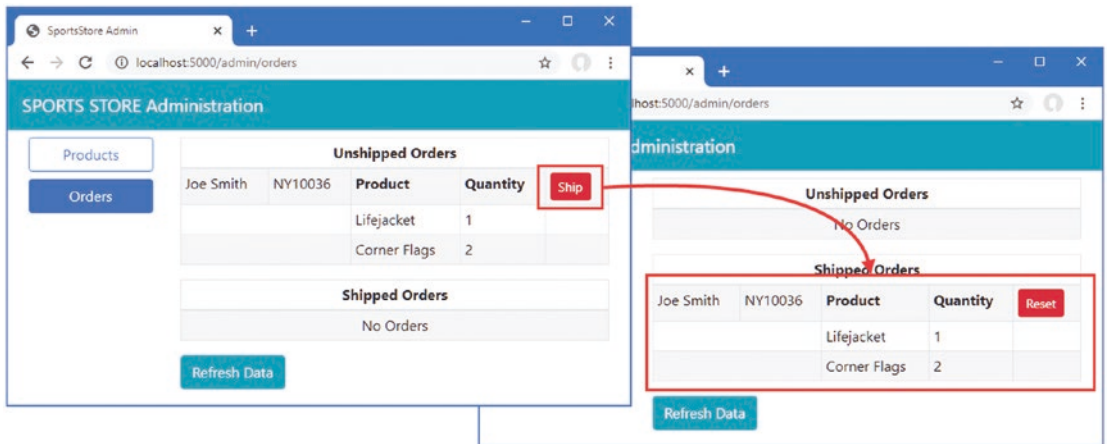 SportsStore Admin
localhost:5000/admin/orders
SPORTS STORE Administration
Products
Orders
Unshipped Orders
Joe Smith NY10036 Product Quantity Ship
Lifejacket 1
Corner Flags 2
Shipped Orders
No Orders
Refresh Data
lhost:5000/admin/orders
dministration
Unshipped Orders
No Orders
Shipped Orders
Joe Smith NY10036 Product Quantity Reset
Lifejacket 1
Corner Flags 2
Refresh Data